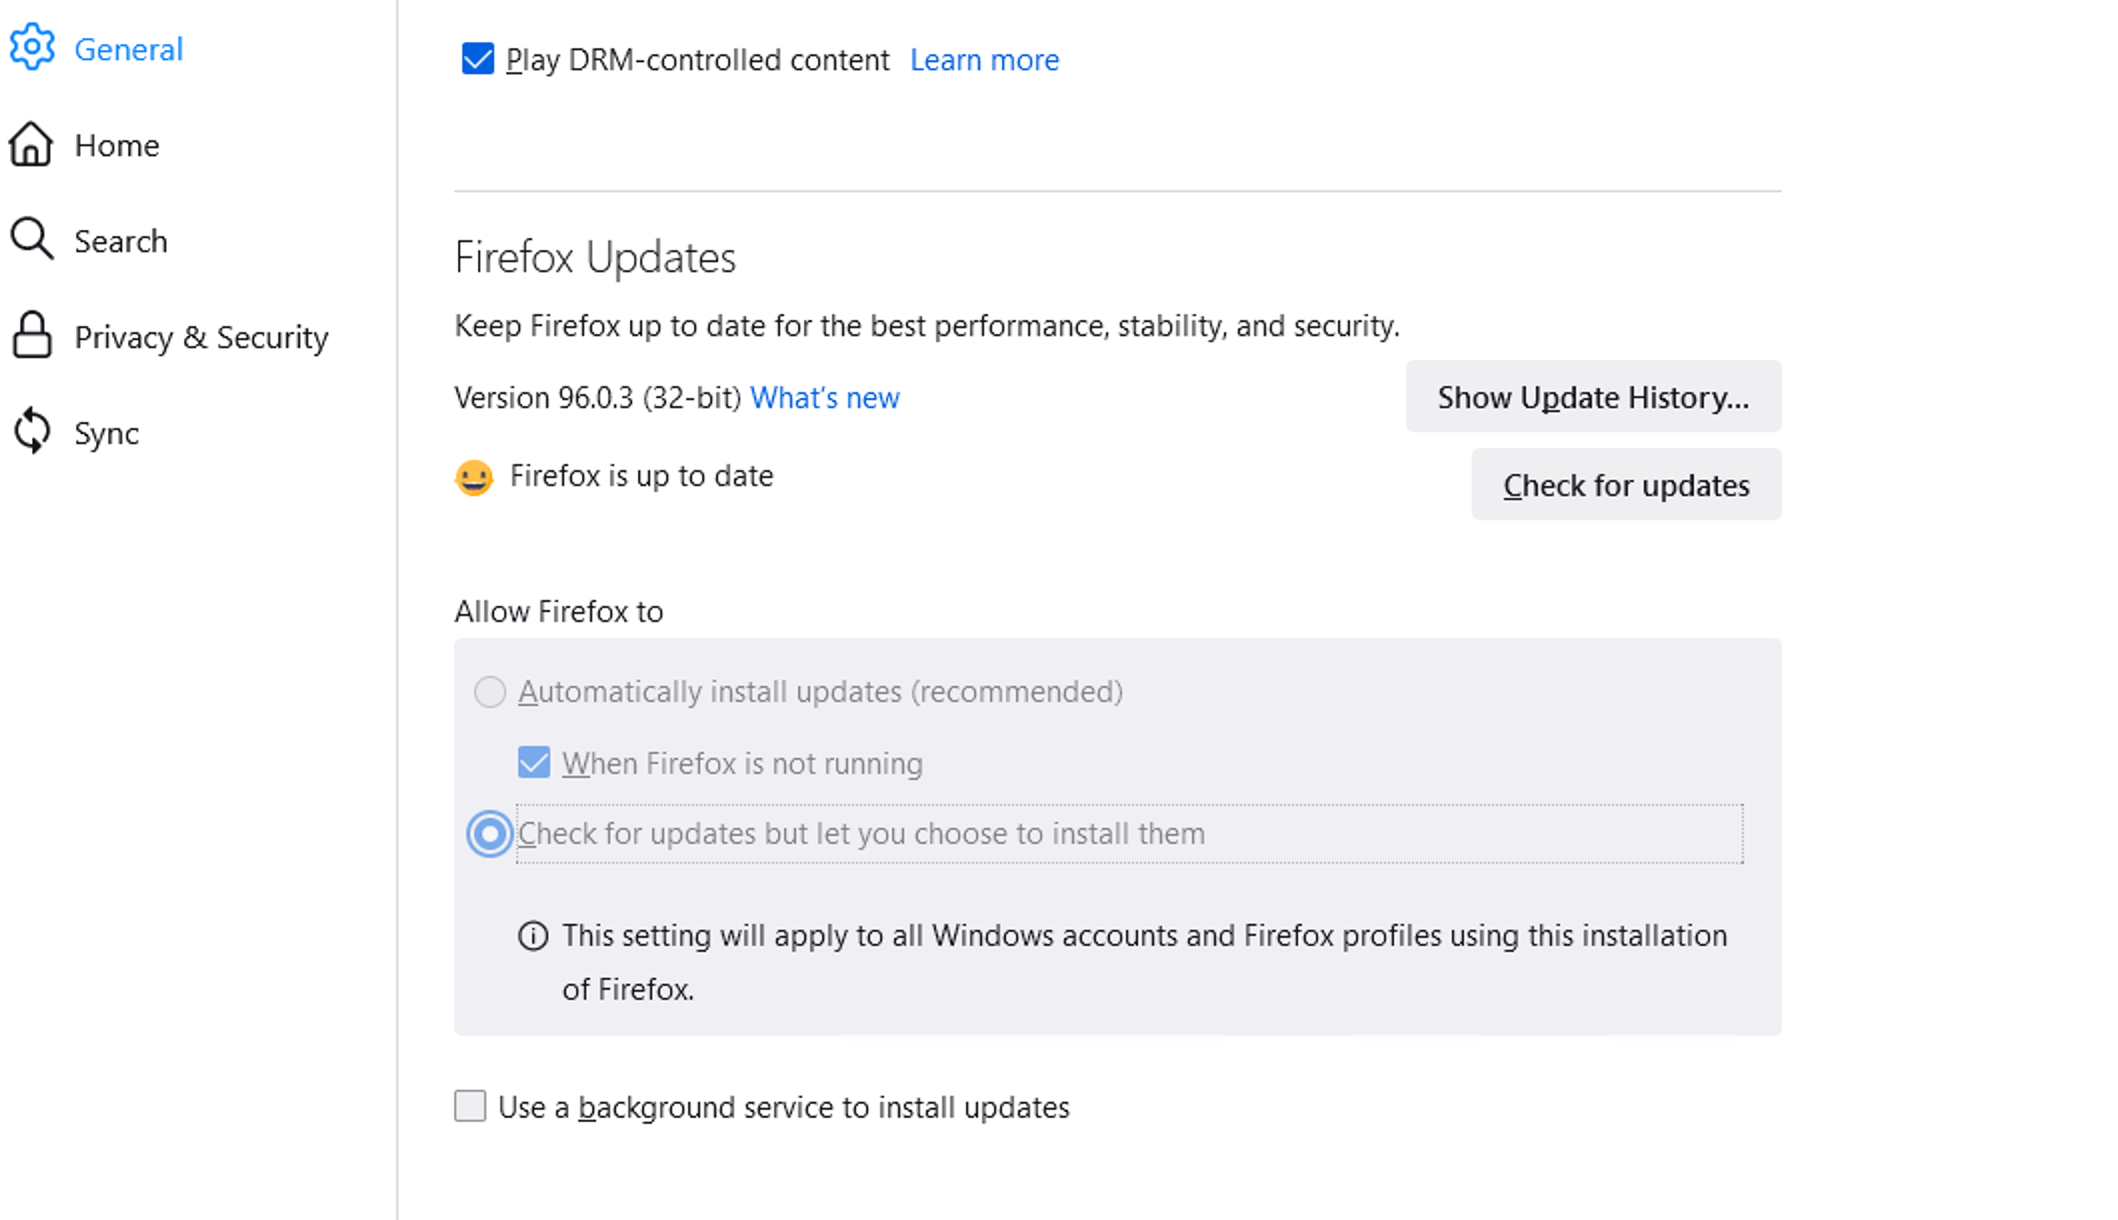 General
Home
Search
Privacy & Security
Sync
Play DRM-controlled content Learn more
Firefox Updates
Keep Firefox up to date for the best performance, stability, and security.
Version 96.0.3 (32-bit) What's new
Show Update History...
Firefox is up to date
Check for updates
Allow Firefox to
Automatically install updates (recommended)
When Firefox is not running
Check for updates but let you choose to install them
This setting will apply to all Windows accounts and Firefox profiles using this installation
of Firefox.
Use a background service to install updates